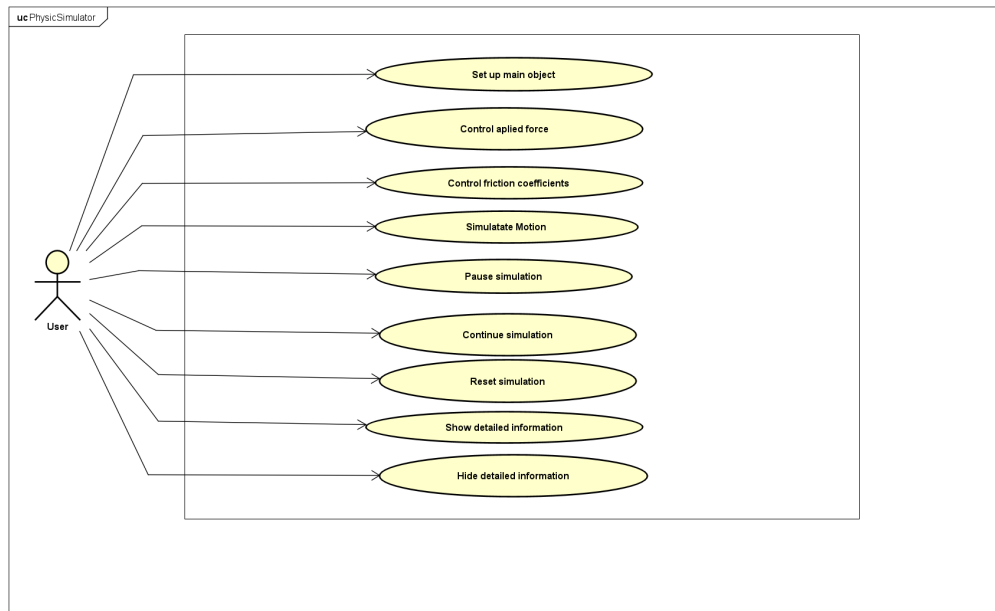 uc PhysicSimulator
Set up main object
Control aplied force
Control friction coefficients
Simulatate Motion
Pause simulation
User
Continue simulation
Reset simulation
Show detailed information
Hide detailed information